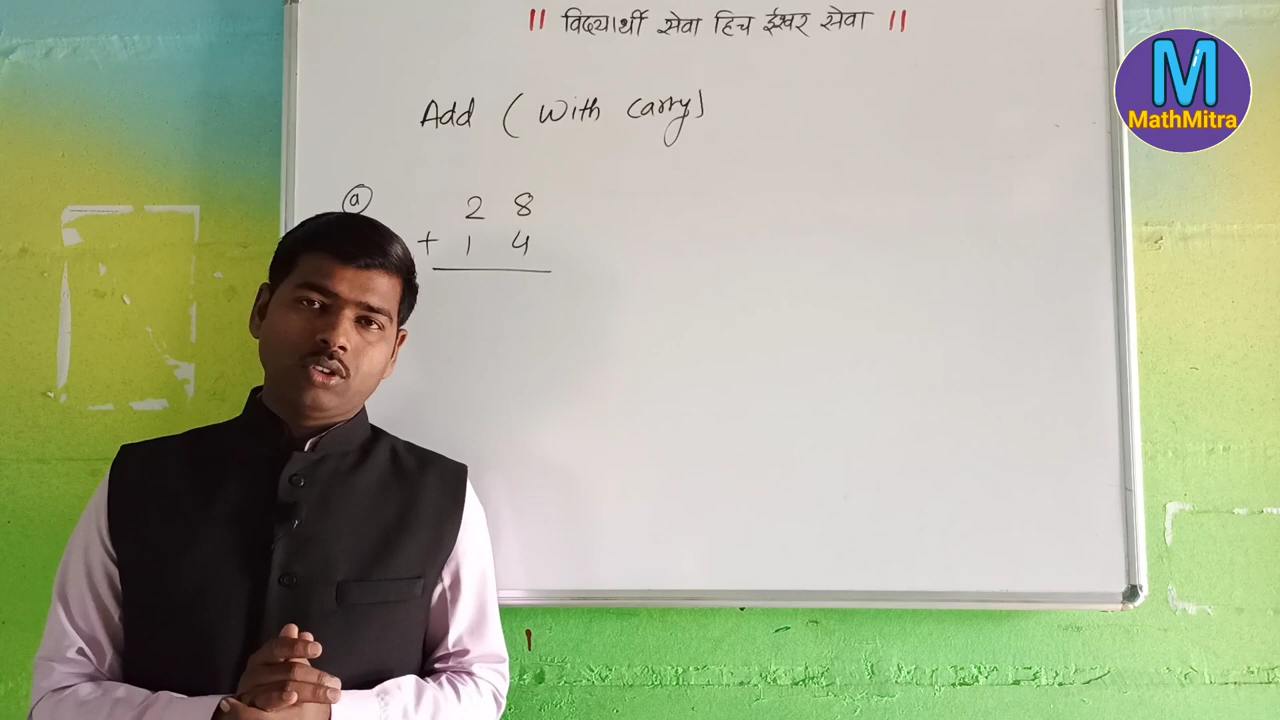 || विद्यार्थी सेवा हिच ईश्वर सेवा ||
M
MathMitra
Add (With Carry)
a
2 8
+ 1 4